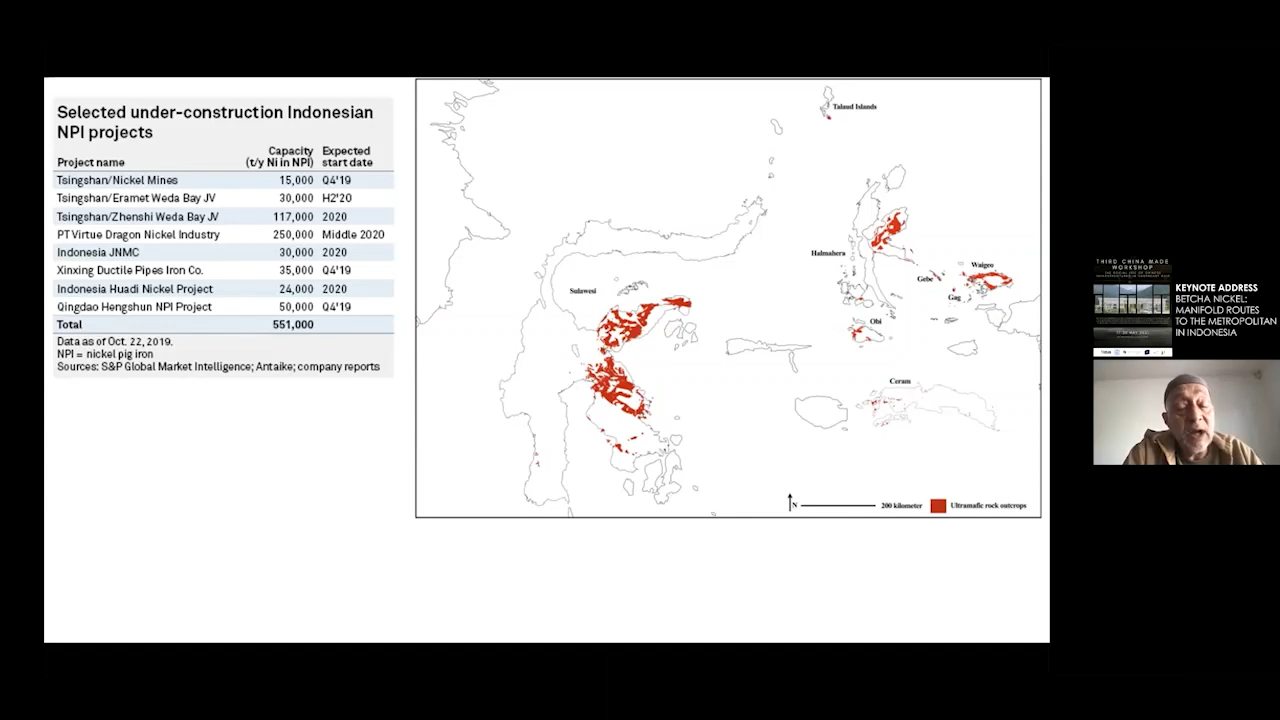 Selected under-construction Indonesian
NPI projects
Capacity Expected
Project name (t/y Ni in NPI) start date
Tsingshan/Nickel Mines 15,000 Q4'19
Tsingshan/Eramet Weda Bay JV 30,000 H2'20
Tsingshan/Zhenshi Weda Bay JV 117,000 2020
PT Virtue Dragon Nickel Industry 250,000 Middle 2020
Indonesia JNMC 30,000 2020
Xinxing Ductile Pipes Iron Co. 35,000 Q4'19
Indonesia Huadi Nickel Project 24,000 2020
Qingdao Hengshun NPI Project 50,000 Q4'19
Total 551,000
Data as of Oct. 22, 2019.
NPI = nickel pig iron
Sources: S&P Global Market Intelligence; Antaike; company reports
Talaud Islands
Halmahera
Waigeo
Gebe
Gag
Sulawesi
Obi
Ceram
N
200 kilometer
Ultramafic rock outcrops
THIRD CHINA MADE
WORKSHOP
KEYNOTE ADDRESS
BETCHA NICKEL:
MANIFOLD ROUTES
TO THE METROPOLITAN
IN INDONESIA